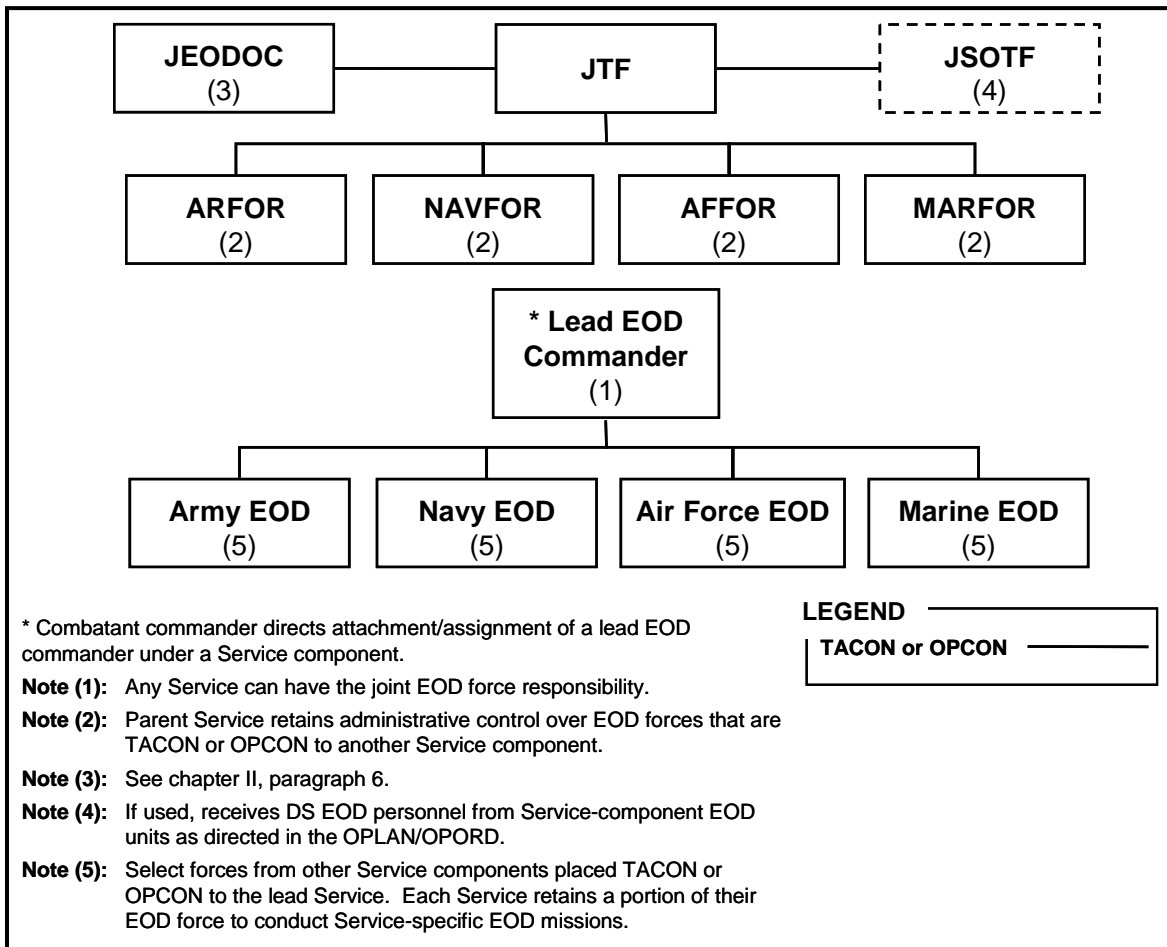 JEODOC
(3)
JTF
JSOTF
(4)
ARFOR
(2)
NAVFOR
(2)
AFFOR
(2)
MARFOR
(2)
* Lead EOD
Commander
(1)
Army EOD
(5)
Navy EOD
(5)
Air Force EOD
(5)
Marine EOD
(5)
* Combatant commander directs attachment/assignment of a lead EOD
commander under a Service component.
Note (1): Any Service can have the joint EOD force responsibility.
Note (2): Parent Service retains administrative control over EOD forces that are
TACON or OPCON to another Service component.
Note (3): See chapter II, paragraph 6.
Note (4): If used, receives DS EOD personnel from Service-component EOD
units as directed in the OPLAN/OPORD.
Note (5): Select forces from other Service components placed TACON or
OPCON to the lead Service. Each Service retains a portion of their
EOD force to conduct Service-specific EOD missions.
LEGEND
TACON or OPCON